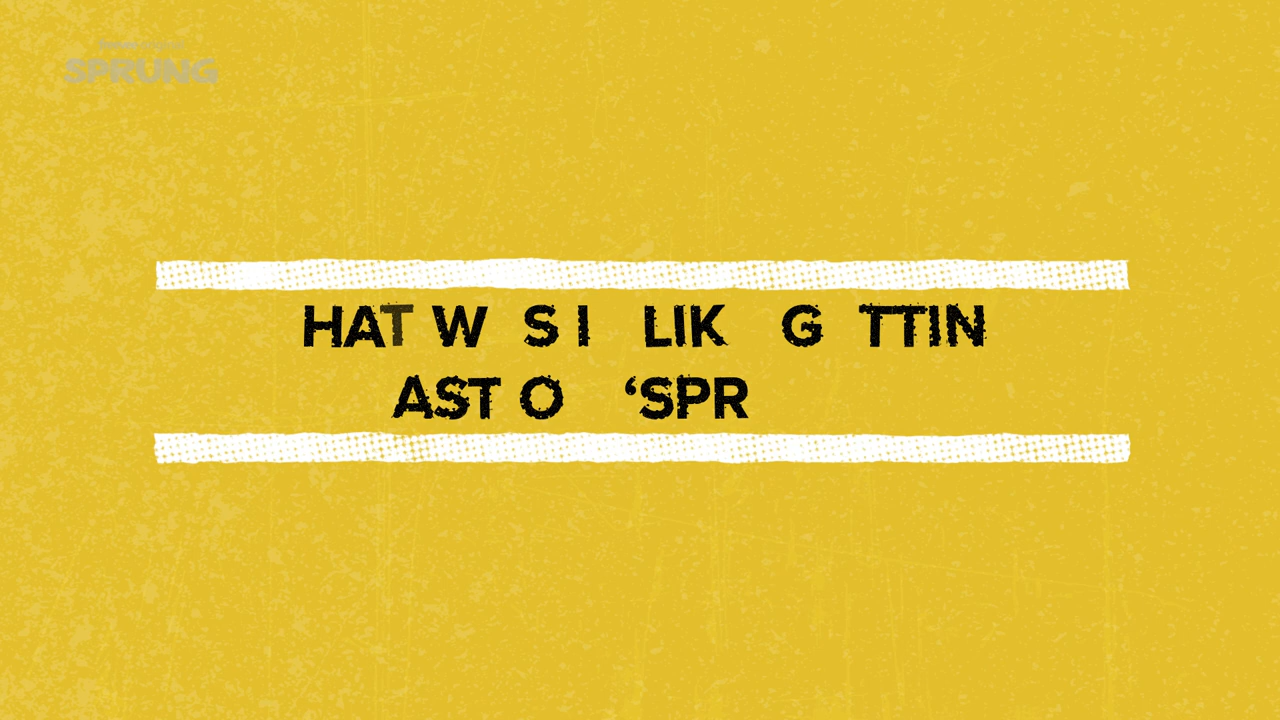 SPRUNG
HAT W S I LIK G TTIN
AST O ‘SPR